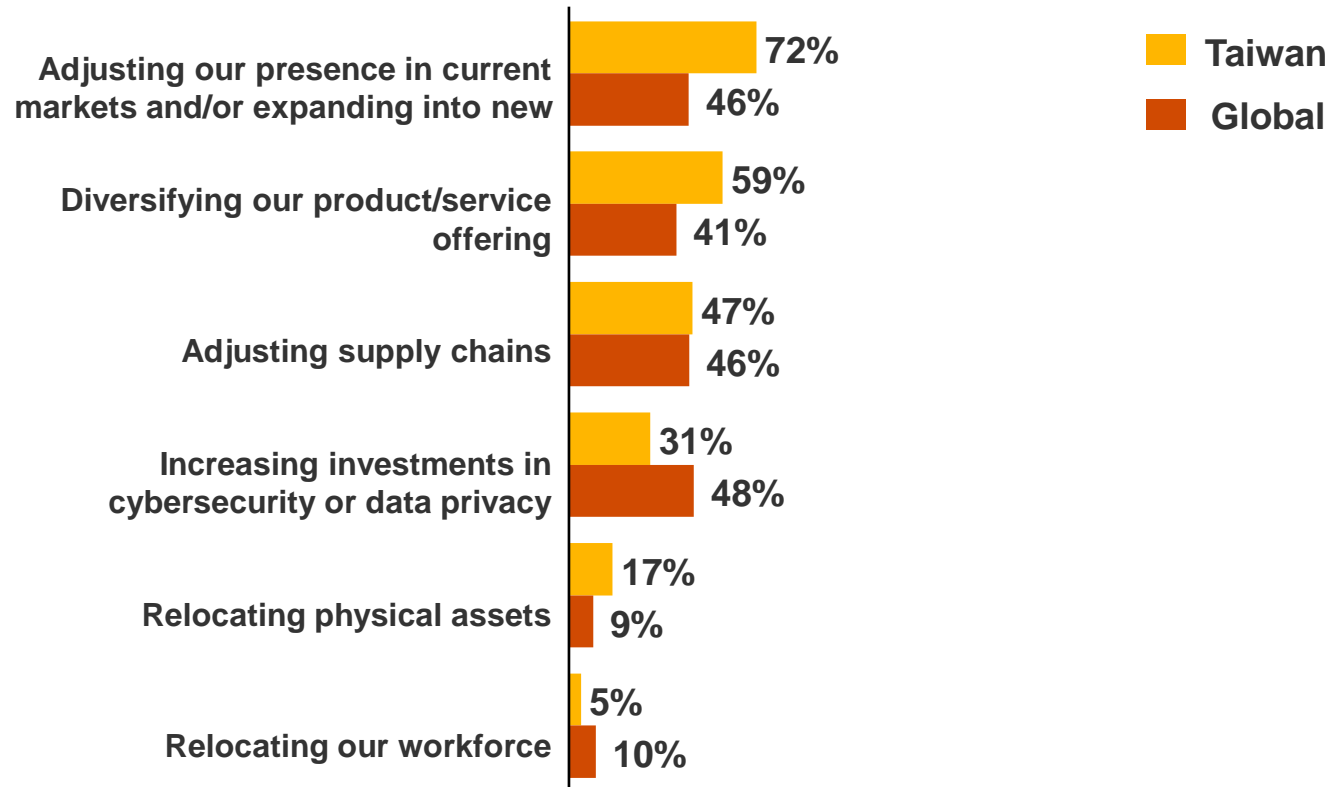 Adjusting our presence in current
markets and/or expanding into new
72%
46%
Diversifying our product/service
offering
59%
41%
Adjusting supply chains
47%
46%
Increasing investments in
cybersecurity or data privacy
31%
48%
Relocating physical assets
17%
9%
Relocating our workforce
5%
10%
Taiwan
Global